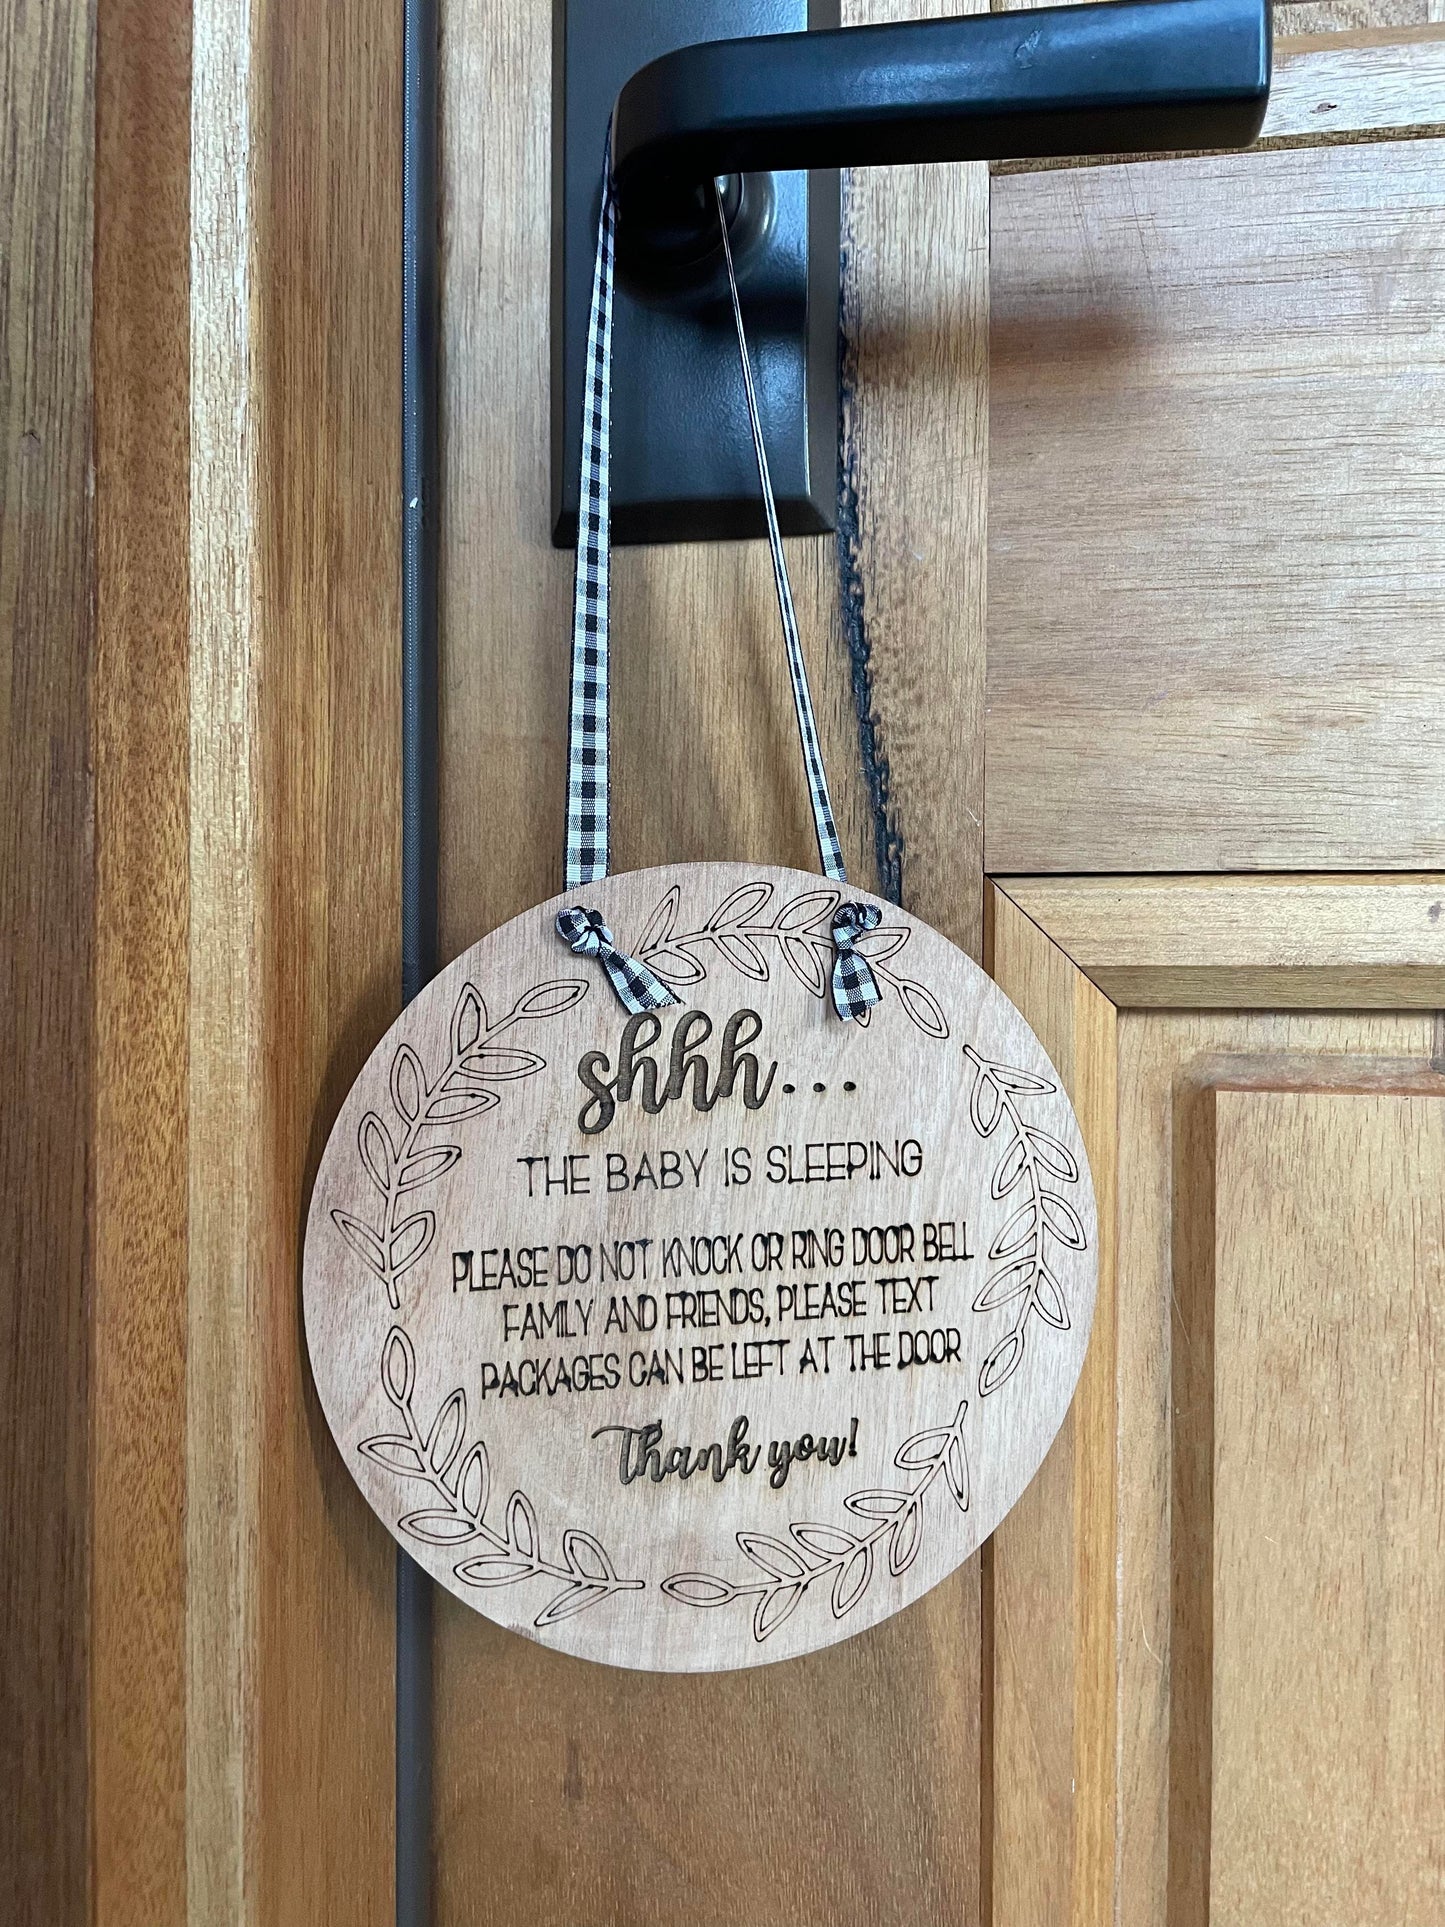 shhh...
THE BABY IS SLEEPING
PLEASE DO NOT KNOCK OR RING DOOR BELL
FAMILY AND FRIENDS, PLEASE TEXT
PACKAGES CAN BE LEFT AT THE DOOR
Thank you!